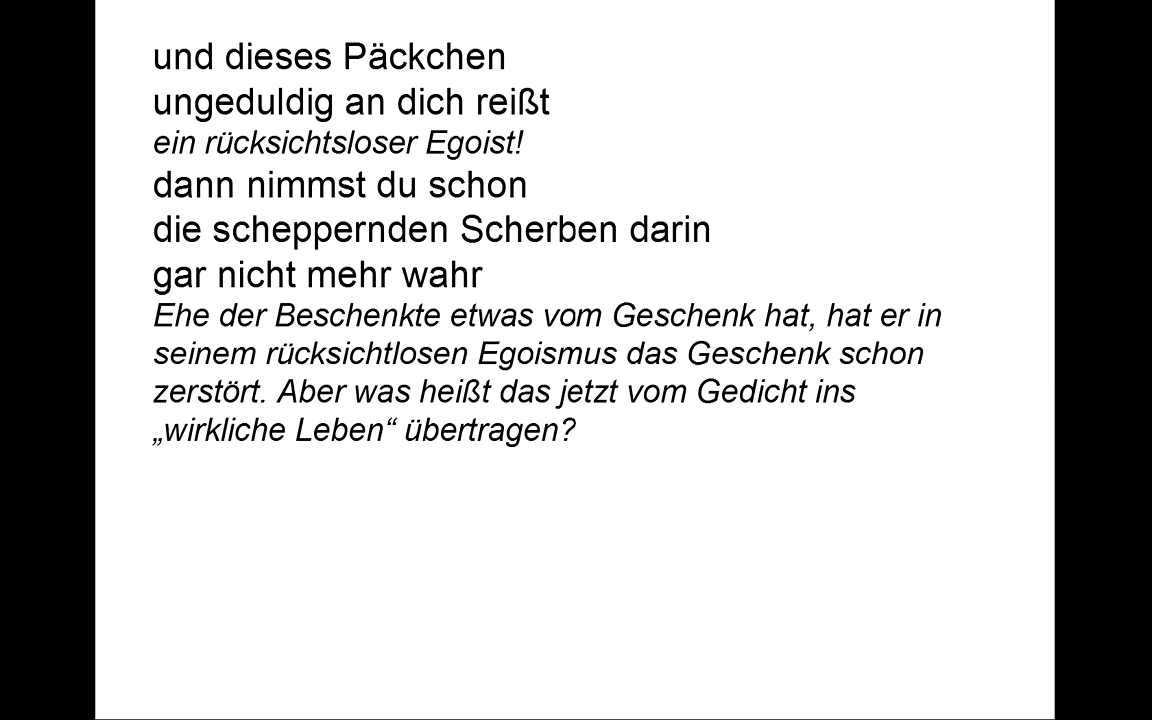 und dieses Päckchen
ungeduldig an dich reißt
ein rücksichtsloser Egoist!
dann nimmst du schon
die scheppernden Scherben darin
gar nicht mehr wahr
Ehe der Beschenkte etwas vom Geschenk hat, hat er in
seinem rücksichtlosen Egoismus das Geschenk schon
zerstört. Aber was heißt das jetzt vom Gedicht ins
„wirkliche Leben“ übertragen?